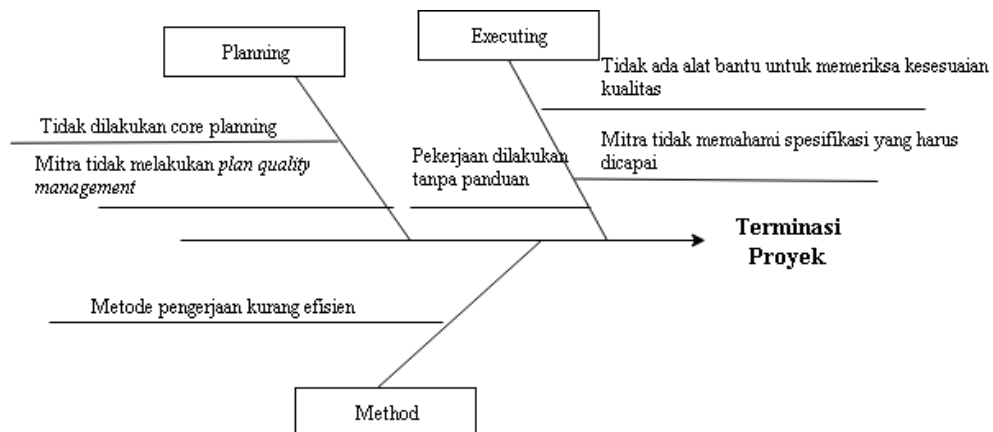 Planning
Executing
Tidak ada alat bantu untuk memeriksa kesesuaian
kualitas
Tidak dilakukan core planning
Mitra tidak melakukan plan quality
management
Pekerjaan dilakukan
tanpa panduan
Mitra tidak memahami spesifikasi yang harus
dicapai
Terminasi
Proyek
Metode pengerjaan kurang efisien
Method